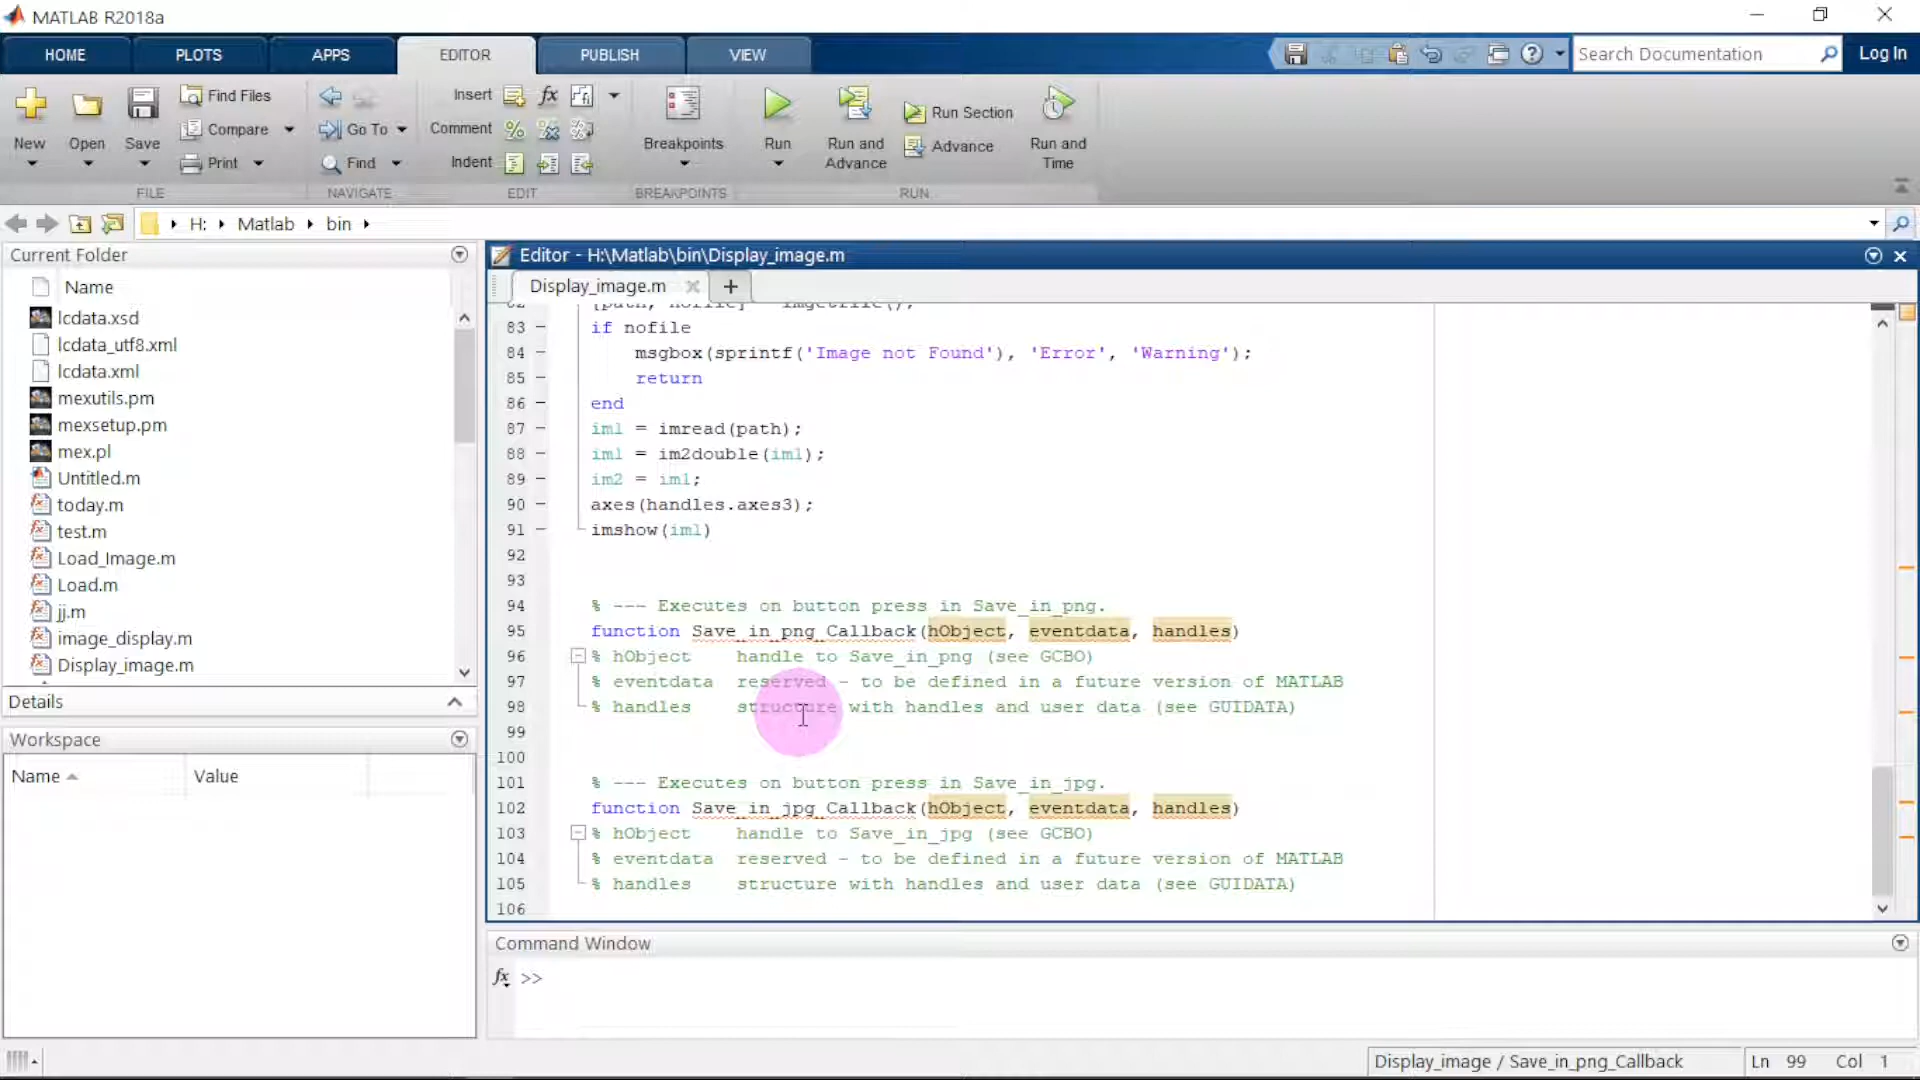 MATLAB R2018a
HOME PLOTS APPS EDITOR PUBLISH VIEW Search Documentation Log In
New Open Save Find Files Compare Print Go To Find Insert Comment Indent Breakpoints Run Run and Advance Run Section Advance Run and Time
FILE NAVIGATE EDIT BREAKPOINTS RUN
H: Matlab bin
Current Folder
Name
lcdata.xsd
lcdata_utf8.xml
lcdata.xml
mexutils.pm
mexsetup.pm
mex.pl
Untitled.m
today.m
test.m
Load_Image.m
Load.m
jj.m
image_display.m
Display_image.m
Details
Workspace
Name Value
Editor - H:\Matlab\bin\Display_image.m
Display_image.m
83 if nofile
84 msgbox(sprintf('Image not Found'), 'Error', 'Warning');
85 return
86 end
87 im1 = imread(path);
88 im1 = im2double(im1);
89 im2 = im1;
90 axes(handles.axes3);
91 imshow(im1)
92
93
94 % --- Executes on button press in Save_in_png.
95 function Save_in_png_Callback(hObject, eventdata, handles)
96 % hObject handle to Save_in_png (see GCBO)
97 % eventdata reserved - to be defined in a future version of MATLAB
98 % handles structure with handles and user data (see GUIDATA)
99
100
101 % --- Executes on button press in Save_in_jpg.
102 function Save_in_jpg_Callback(hObject, eventdata, handles)
103 % hObject handle to Save_in_jpg (see GCBO)
104 % eventdata reserved - to be defined in a future version of MATLAB
105 % handles structure with handles and user data (see GUIDATA)
106
Command Window
fx >>
Display_image / Save_in_png_Callback Ln 99 Col 1